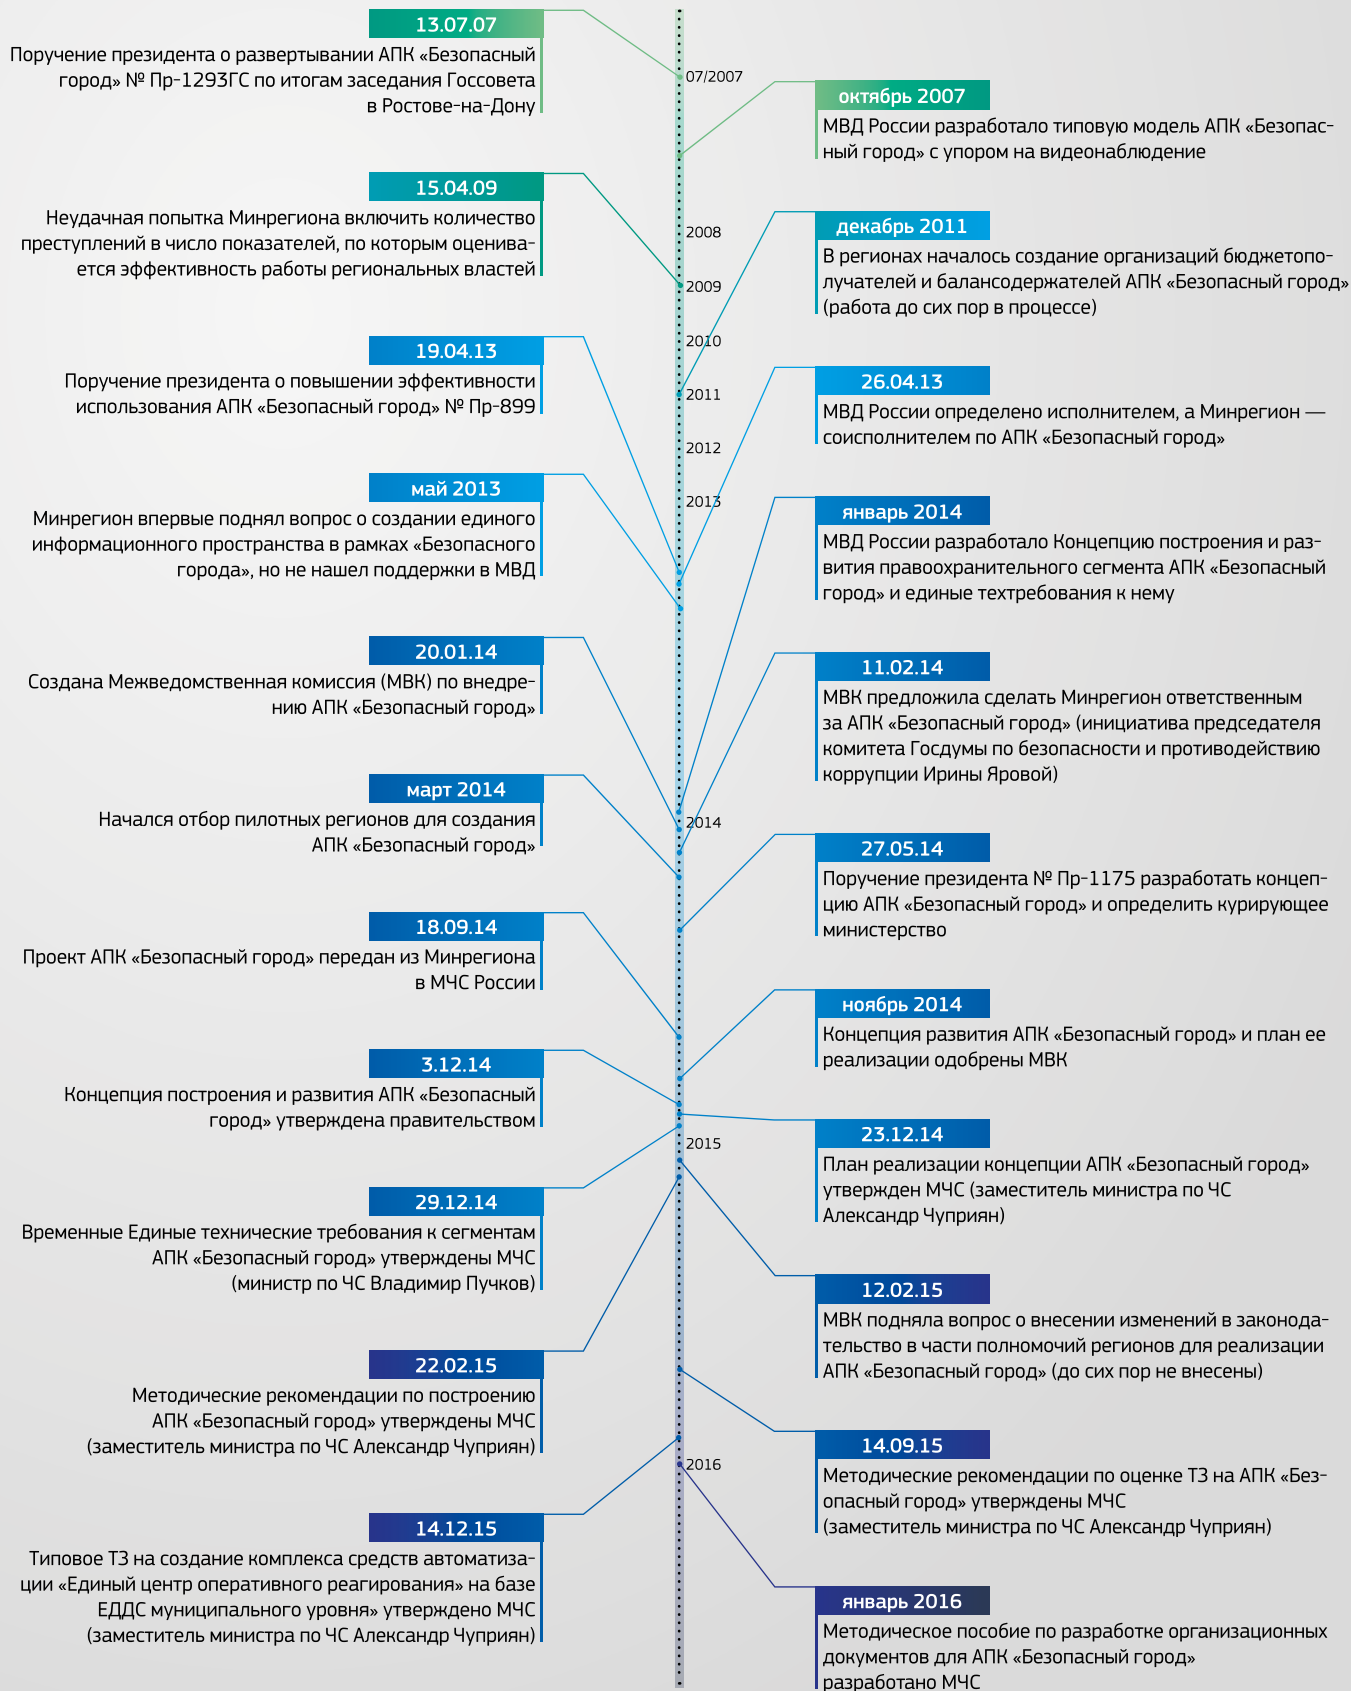 13.07.07
Поручение президента о развертывании АПК «Безопасный
город» № Пр-1293ГС по итогам заседания Госсовета
в Ростове-на-Дону
07/2007
октябрь 2007
МВД России разработало типовую модель АПК «Безопас-
ный город» с упором на видеонаблюдение
15.04.09
Неудачная попытка Минрегиона включить количество
преступлений в число показателей, по которым оценива-
ется эффективность работы региональных властей
2008
2009
декабрь 2011
В регионах началось создание организаций бюджетопо-
лучателей и балансодержателей АПК «Безопасный город»
(работа до сих пор в процессе)
2010
19.04.13
Поручение президента о повышении эффективности
использования АПК «Безопасный город» № Пр-899
2011
26.04.13
МВД России определено исполнителем, а Минрегион —
соисполнителем по АПК «Безопасный город»
2012
2013
май 2013
Минрегион впервые поднял вопрос о создании единого
информационного пространства в рамках «Безопасного
города», но не нашел поддержки в МВД
январь 2014
МВД России разработало Концепцию построения и раз-
вития правоохранительного сегмента АПК «Безопасный
город» и единые техтребования к нему
20.01.14
Создана Межведомственная комиссия (МВК) по внедре-
нию АПК «Безопасный город»
11.02.14
МВК предложила сделать Минрегион ответственным
за АПК «Безопасный город» (инициатива председателя
комитета Госдумы по безопасности и противодействию
коррупции Ирины Яровой)
март 2014
Начался отбор пилотных регионов для создания
АПК «Безопасный город»
2014
27.05.14
Поручение президента № Пр-1175 разработать концеп-
цию АПК «Безопасный город» и определить курирующее
министерство
18.09.14
Проект АПК «Безопасный город» передан из Минрегиона
в МЧС России
ноябрь 2014
Концепция развития АПК «Безопасный город» и план ее
реализации одобрены МВК
3.12.14
Концепция построения и развития АПК «Безопасный
город» утверждена правительством
2015
23.12.14
План реализации концепции АПК «Безопасный город»
утвержден МЧС (заместитель министра по ЧС
Александр Чуприян)
29.12.14
Временные Единые технические требования к сегментам
АПК «Безопасный город» утверждены МЧС
(министр по ЧС Владимир Пучков)
12.02.15
МВК подняла вопрос о внесении изменений в законода-
тельство в части полномочий регионов для реализации
АПК «Безопасный город» (до сих пор не внесены)
22.02.15
Методические рекомендации по построению
АПК «Безопасный город» утверждены МЧС
(заместитель министра по ЧС Александр Чуприян)
14.09.15
Методические рекомендации по оценке ТЗ на АПК «Без-
опасный город» утверждены МЧС
(заместитель министра по ЧС Александр Чуприян)
2016
14.12.15
Типовое ТЗ на создание комплекса средств автоматиза-
ции «Единый центр оперативного реагирования» на базе
ЕДДС муниципального уровня» утверждено МЧС
(заместитель министра по ЧС Александр Чуприян)
январь 2016
Методическое пособие по разработке организационных
документов для АПК «Безопасный город»
разработано МЧС